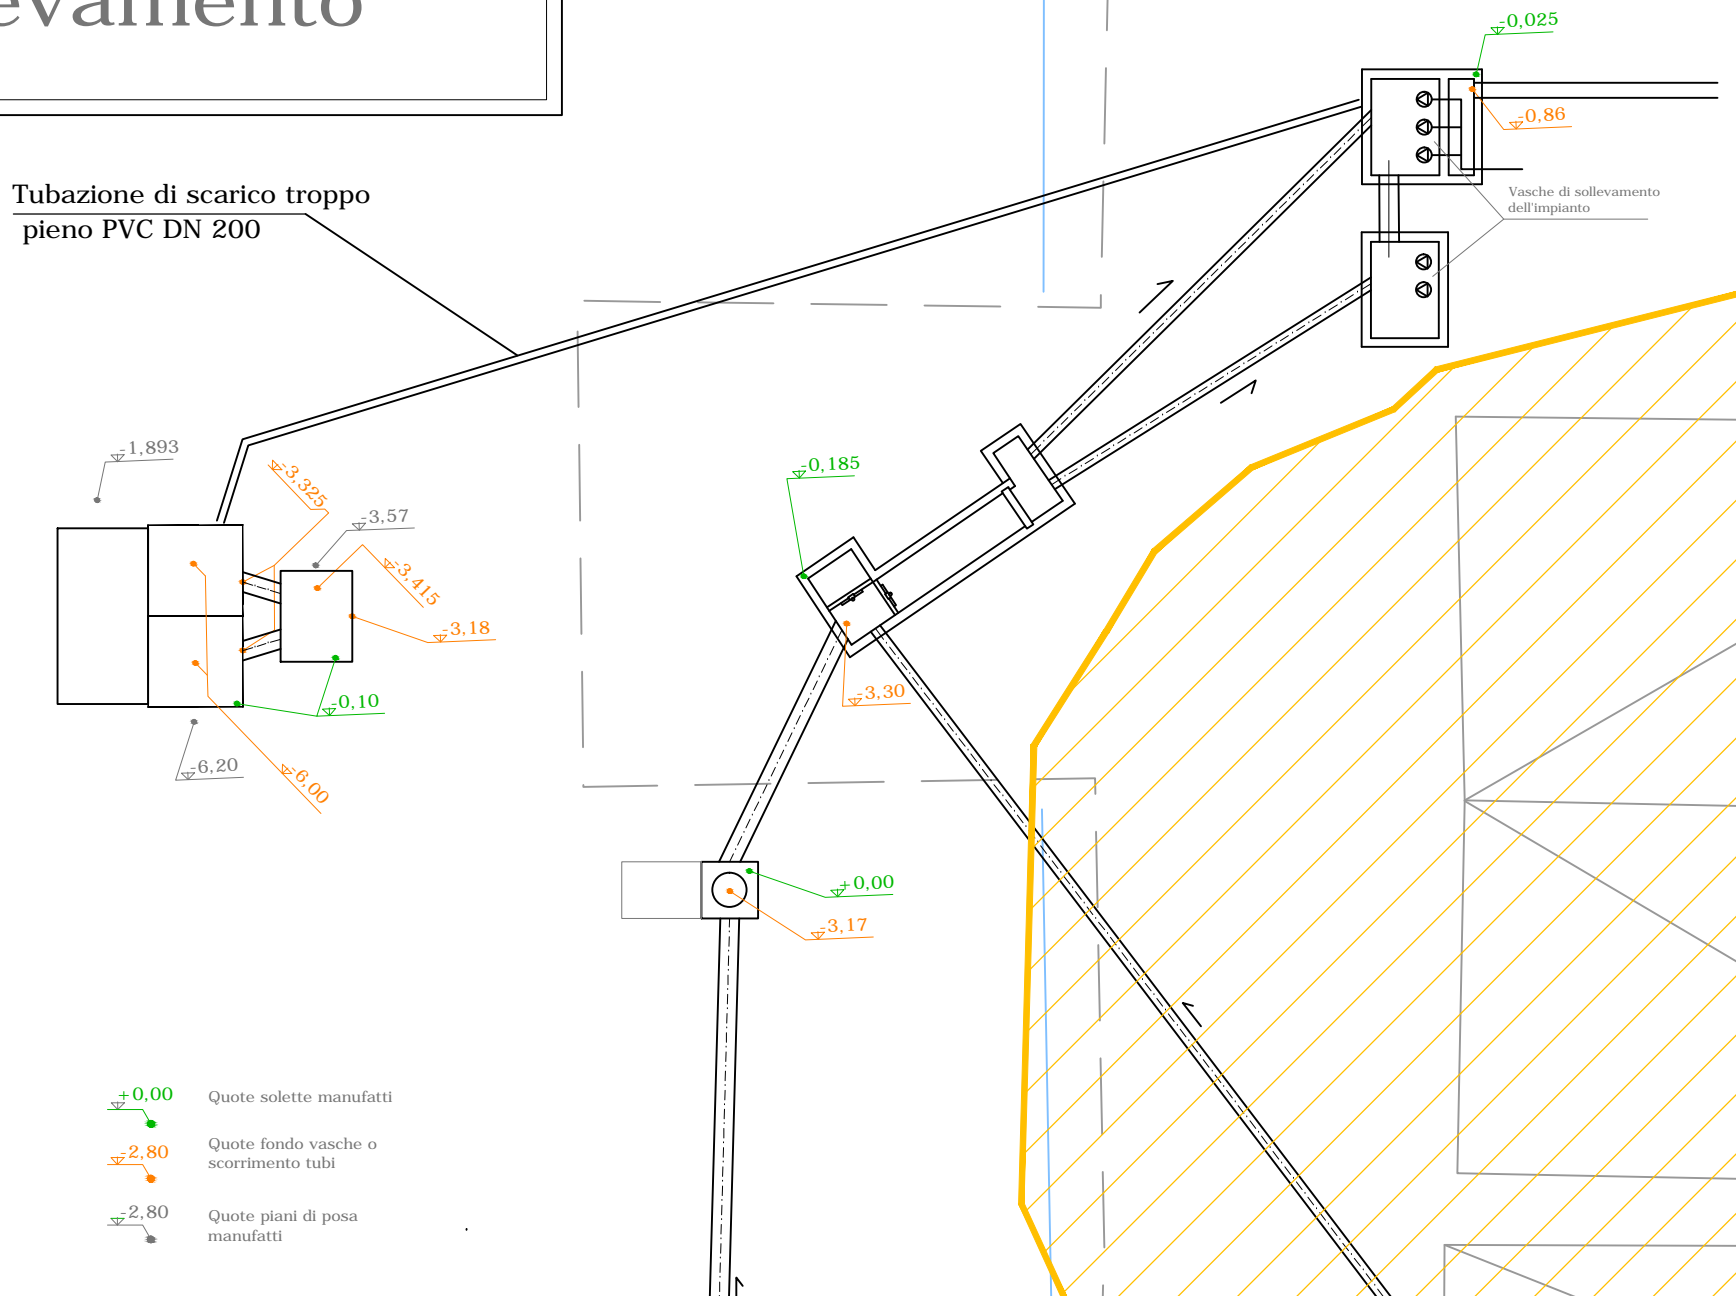 evamento
-0,025
-0,86
Tubazione di scarico troppo
pieno PVC DN 200
Vasche di sollevamento
dell'impianto
-1,893
-3,325
-3,57
-3,415
-3,18
-0,10
-6,20
-6,00
-0,185
-3,30
+0,00
-3,17
+0,00
Quote solette manufatti
-2,80
Quote fondo vasche o
scorrimento tubi
-2,80
Quote piani di posa
manufatti